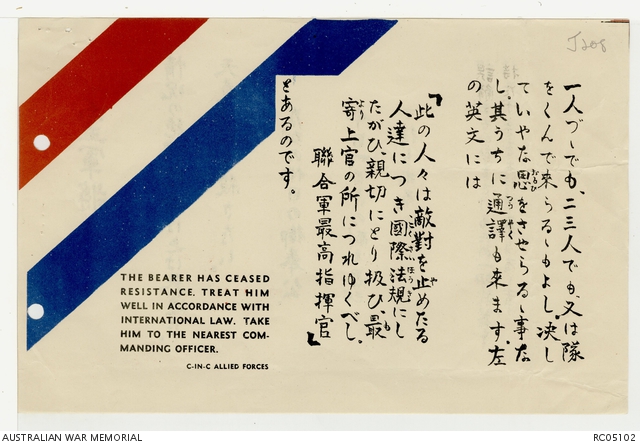 J208
一人づゝでも、二三人でも、又は隊
をくんで来らるゝもよし、決し
ていやな思をさせらるゝ事な
し、其うちに通譯も来ます。左
の英文には
「此の人々は敵對を止めたる
人達につき國際法規にし
たがひ、親切にとり扱ひ、最
寄上官の所につれゆくべし。
聯合軍最高指揮官」
とあるのです。
THE BEARER HAS CEASED
RESISTANCE. TREAT HIM
WELL IN ACCORDANCE WITH
INTERNATIONAL LAW. TAKE
HIM TO THE NEAREST COM-
MANDING OFFICER.
C-IN-C ALLIED FORCES
AUSTRALIAN WAR MEMORIAL
RC05102